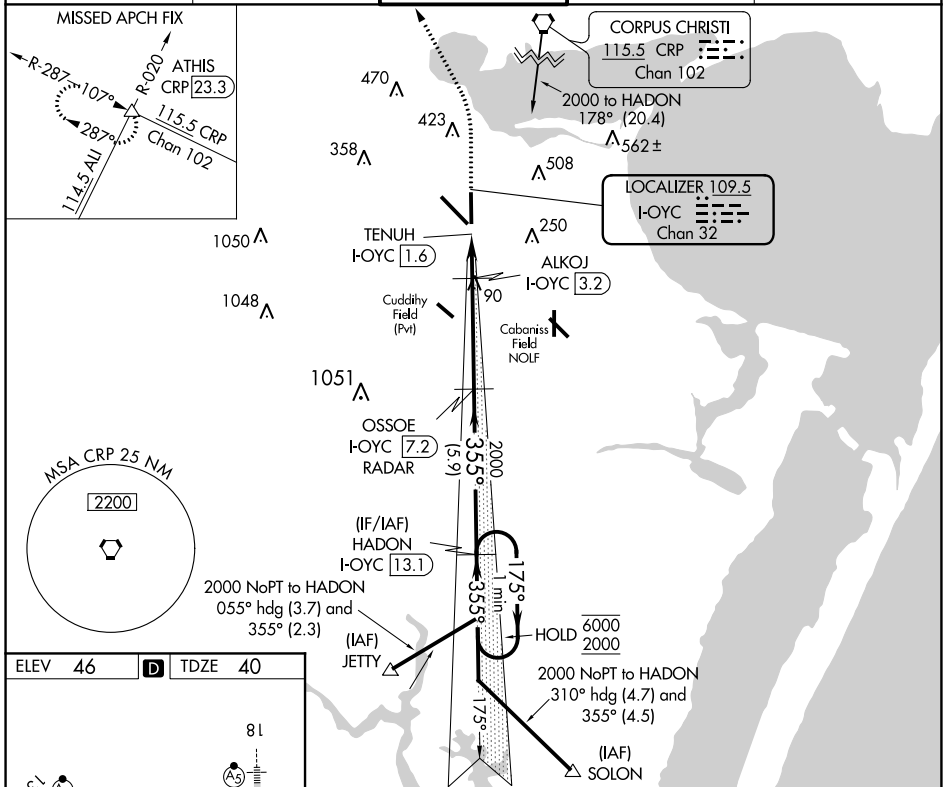 MISSED APCH FIX
R-287
107°
287°
R-020
ATHIS
CRP 23.3
115.5 CRP
Chan 102
114.5 ALI
470
423
358
CORPUS CHRISTI
115.5 CRP
Chan 102
2000 to HADON
178° (20.4)
562 ±
508
LOCALIZER 109.5
I-OYC
Chan 32
1050
TENUH
I-OYC 1.6
250
ALKOJ
I-OYC 3.2
90
1048
Cuddihy
Field
(Pvt)
Cabaniss
Field
NOLF
1051
OSSOE
I-OYC 7.2
RADAR
355°
(5.9)
2000
MSA CRP 25 NM
2200
(IF/IAF)
HADON
I-OYC 13.1
175°
1 min
355°
2000 NoPT to HADON
055° hdg (3.7) and
355° (2.3)
(IAF)
JETTY
HOLD 6000
2000
2000 NoPT to HADON
310° hdg (4.7) and
355° (4.5)
175°
(IAF)
SOLON
ELEV 46 D TDZE 40
18
A5